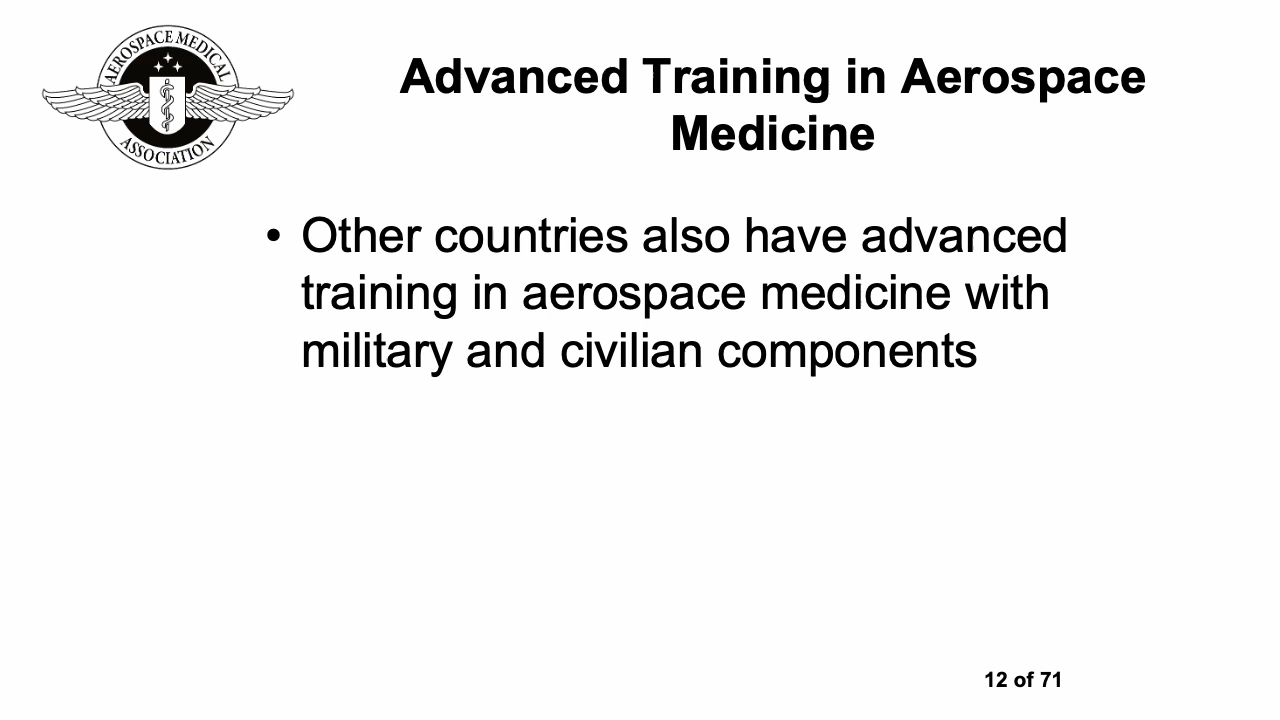 AEROSPACE MEDICAL
ASSOCIATION
Advanced Training in Aerospace
Medicine
• Other countries also have advanced
training in aerospace medicine with
military and civilian components
12 of 71